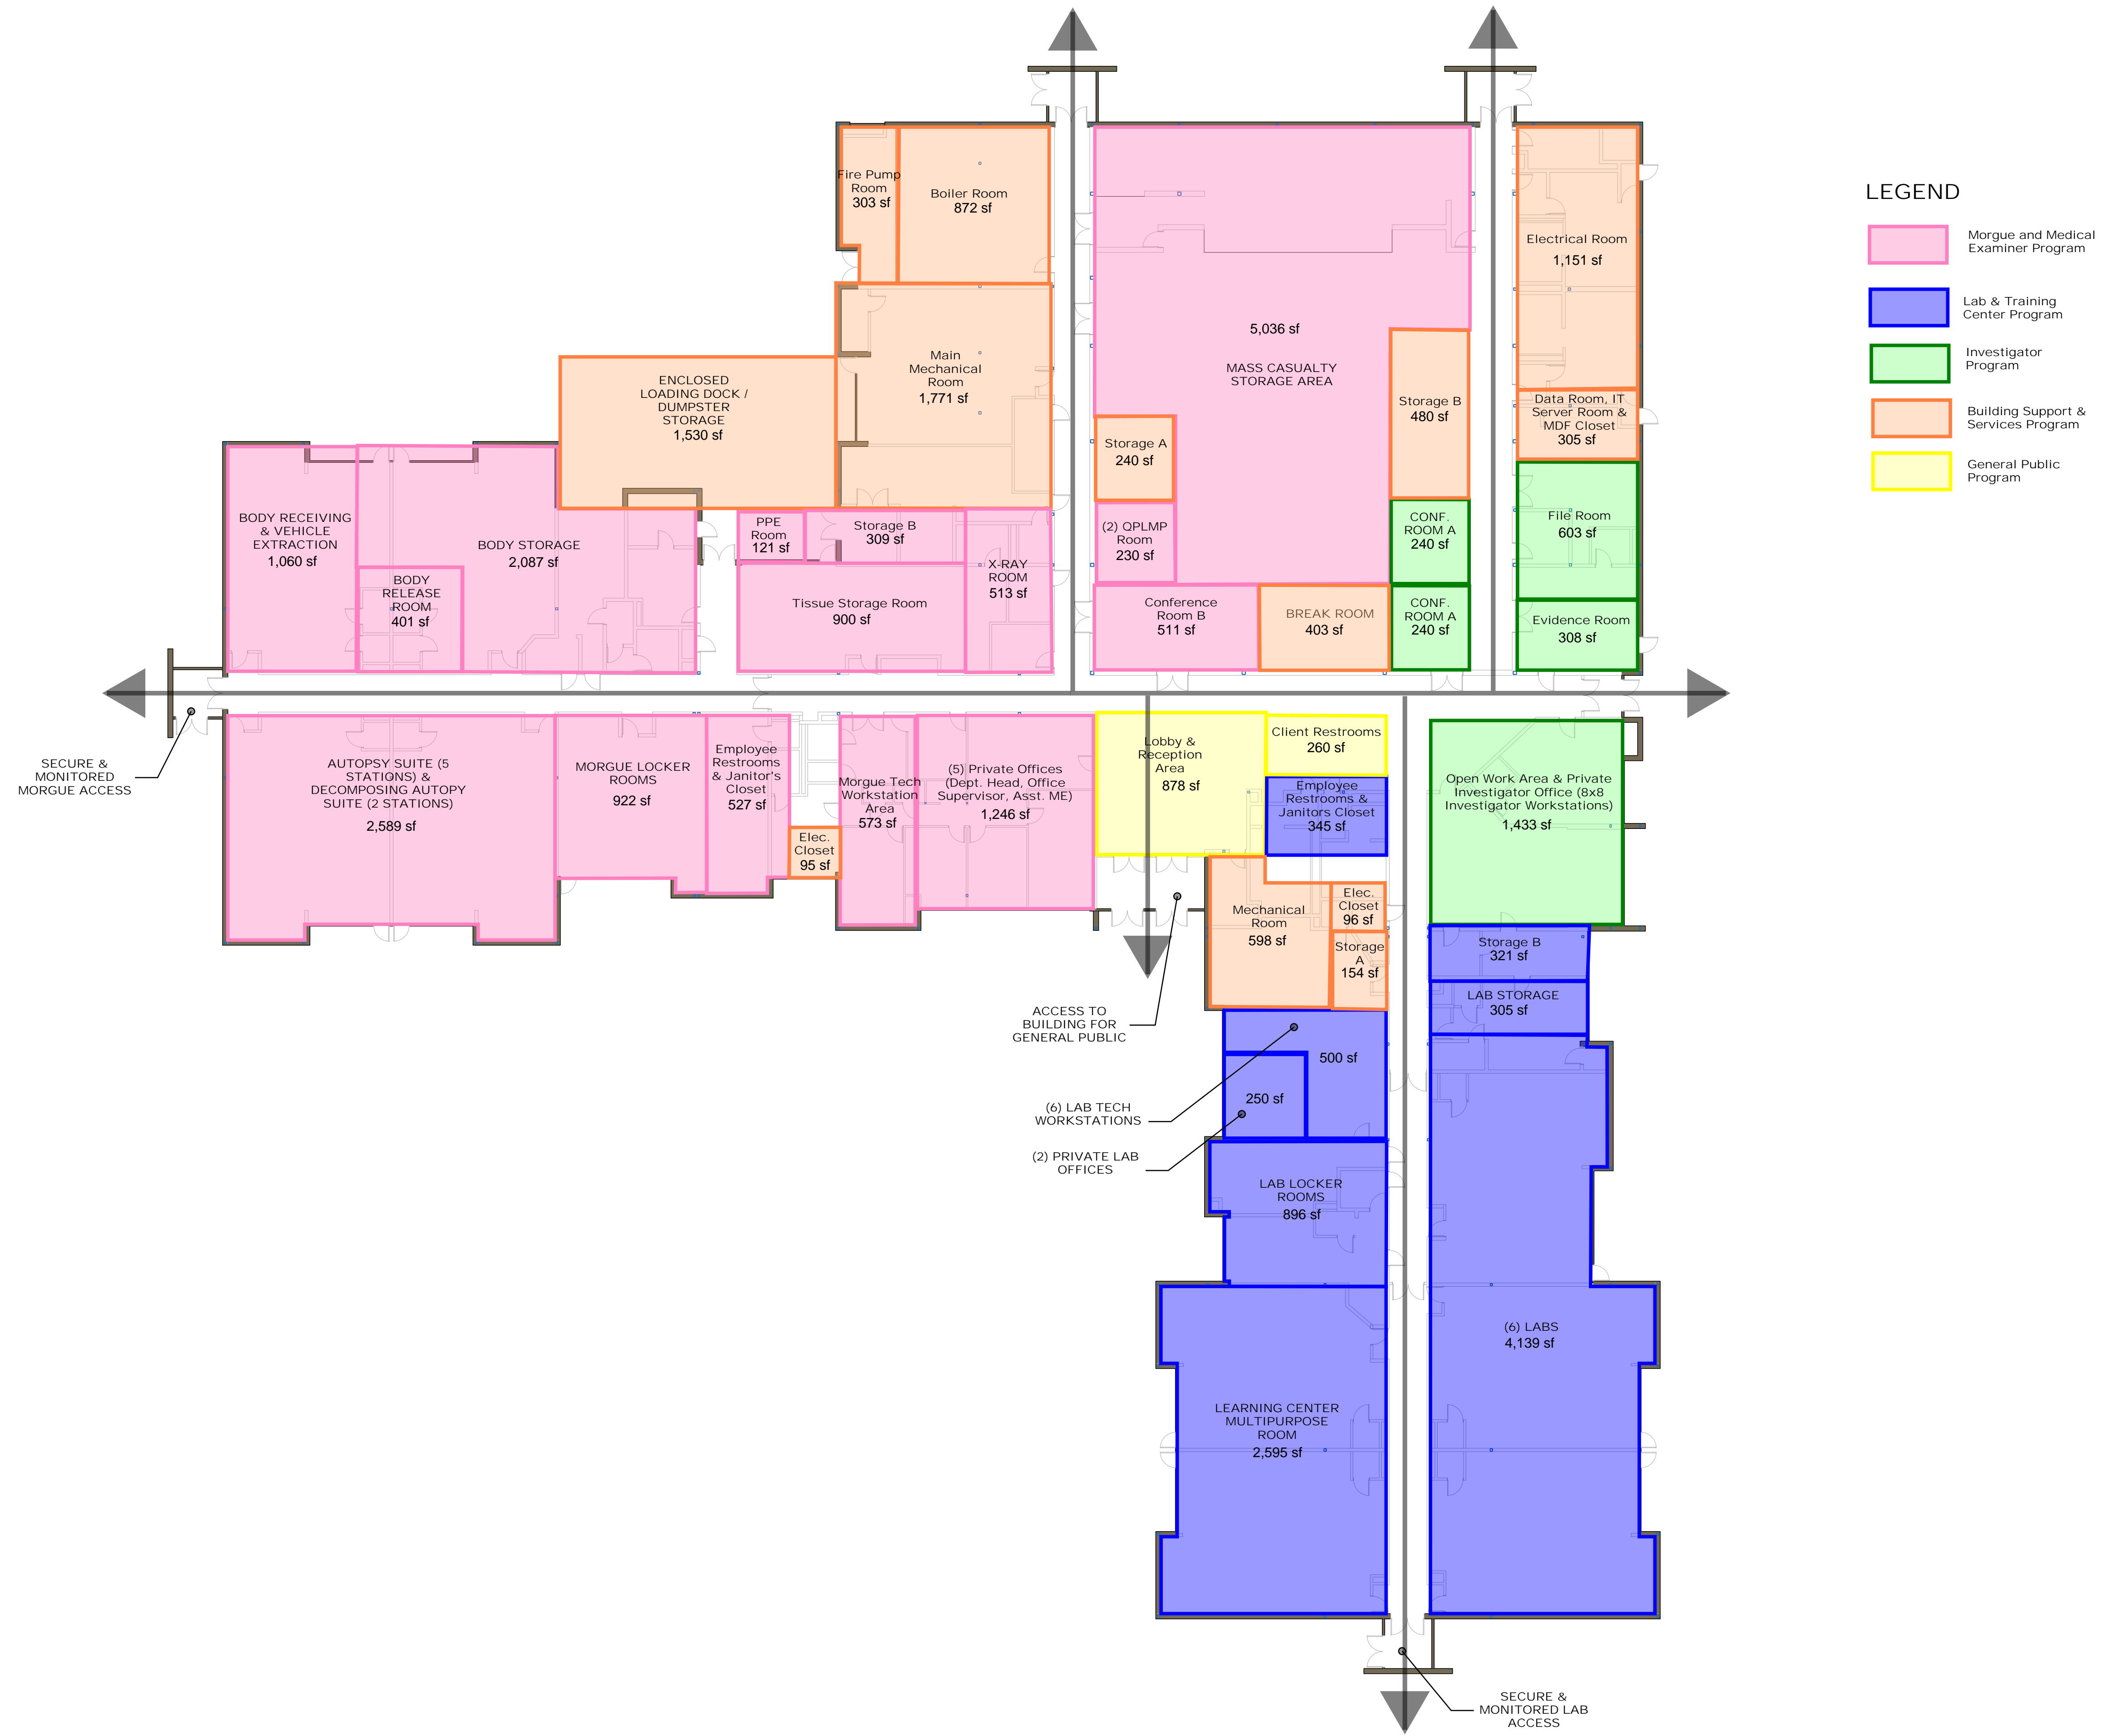 LEGEND
Morgue and Medical
Examiner Program
Lab & Training
Center Program
Investigator
Program
Building Support &
Services Program
General Public
Program
Fire Pump
Room
303 sf
Boiler Room
872 sf
Main
Mechanical
Room
1,771 sf
ENCLOSED
LOADING DOCK /
DUMPSTER
STORAGE
1,530 sf
5,036 sf
MASS CASUALTY
STORAGE AREA
Storage B
480 sf
Storage A
240 sf
(2) QPLMP
Room
230 sf
Electrical Room
1,151 sf
Data Room, IT
Server Room &
MDF Closet
305 sf
File Room
603 sf
Evidence Room
308 sf
CONF.
ROOM A
240 sf
CONF.
ROOM A
240 sf
Conference
Room B
511 sf
BREAK ROOM
403 sf
BODY RECEIVING
& VEHICLE
EXTRACTION
1,060 sf
BODY STORAGE
2,087 sf
BODY
RELEASE
ROOM
401 sf
PPE
Room
121 sf
Storage B
309 sf
X-RAY
ROOM
513 sf
Tissue Storage Room
900 sf
SECURE &
MONITORED
MORGUE ACCESS
AUTOPSY SUITE (5
STATIONS) &
DECOMPOSING AUTOPY
SUITE (2 STATIONS)
2,589 sf
MORGUE LOCKER
ROOMS
922 sf
Employee
Restrooms
& Janitor's
Closet
527 sf
Elec.
Closet
95 sf
Morgue Tech
Workstation
Area
573 sf
(5) Private Offices
(Dept. Head, Office
Supervisor, Asst. ME)
1,246 sf
Lobby &
Reception
Area
878 sf
Client Restrooms
260 sf
Employee
Restrooms &
Janitors Closet
345 sf
Open Work Area & Private
Investigator Office (8x8
Investigator Workstations)
1,433 sf
Mechanical
Room
598 sf
Elec.
Closet
96 sf
Storage
A
154 sf
Storage B
321 sf
LAB STORAGE
305 sf
ACCESS TO
BUILDING FOR
GENERAL PUBLIC
500 sf
250 sf
(6) LAB TECH
WORKSTATIONS
(2) PRIVATE LAB
OFFICES
LAB LOCKER
ROOMS
896 sf
(6) LABS
4,139 sf
LEARNING CENTER
MULTIPURPOSE
ROOM
2,595 sf
SECURE &
MONITORED LAB
ACCESS